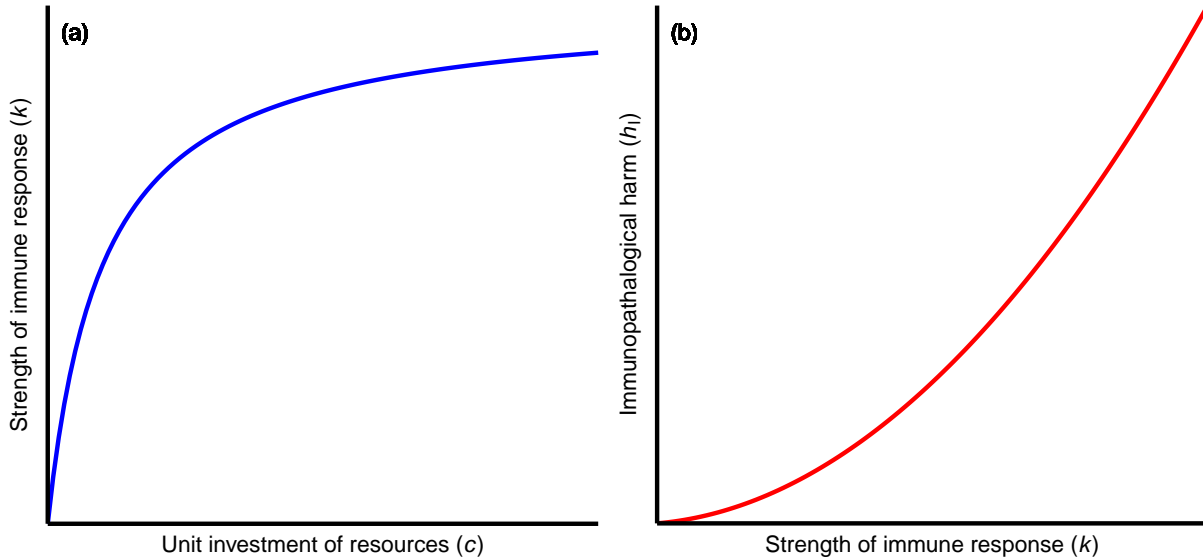 (a)
Strength of immune response (k)
Unit investment of resources (c)
(b)
Immunopathalogical harm (hI)
Strength of immune response (k)